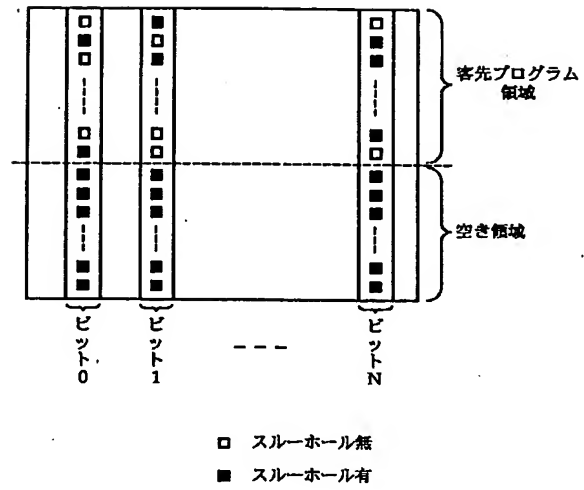 客先プログラム
領域
空き領域
ビット0
ビット1
ビットN
スルーホール無
スルーホール有